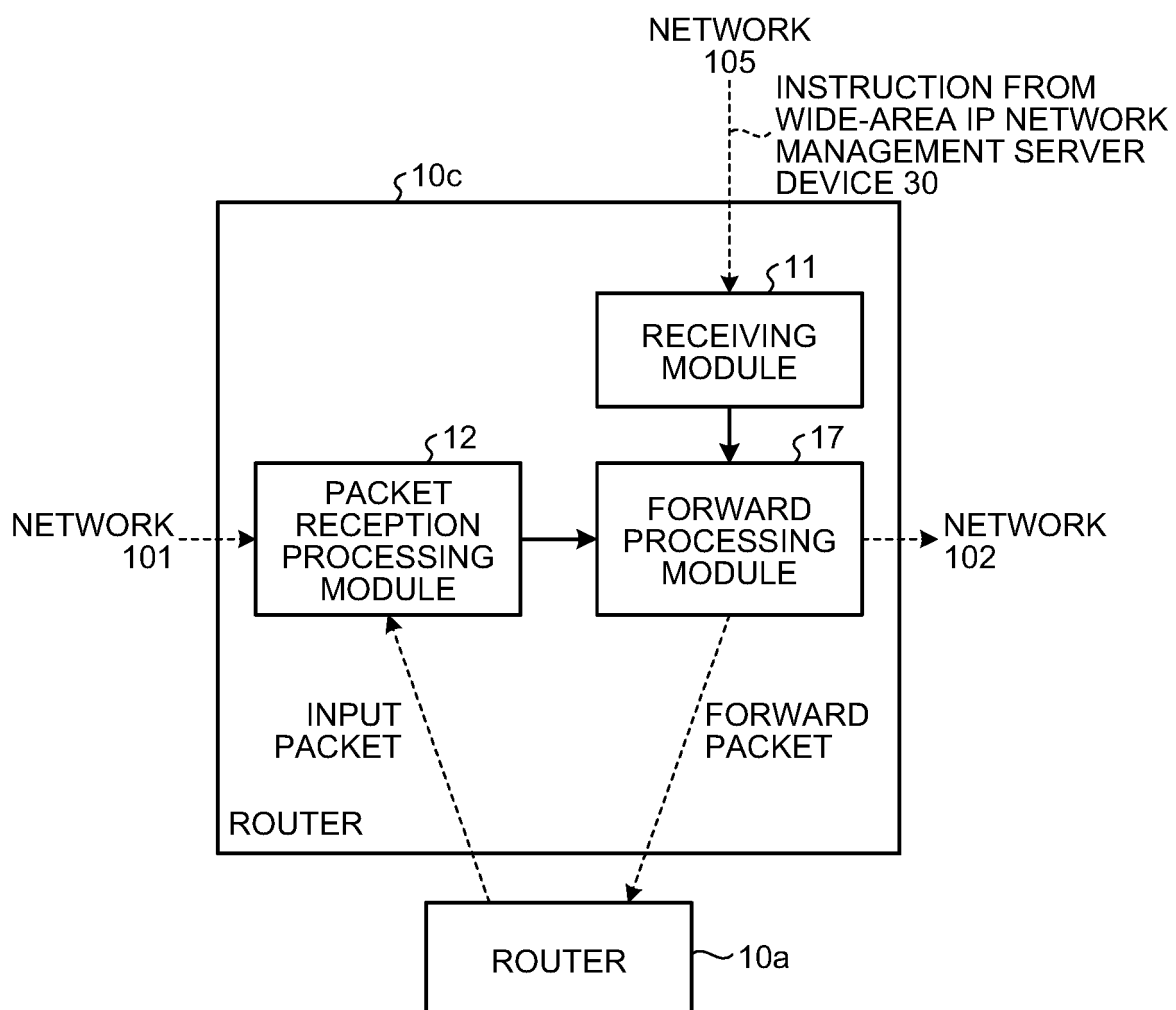 NETWORK
105
INSTRUCTION FROM
WIDE-AREA IP NETWORK
MANAGEMENT SERVER
DEVICE 30
10c
11
RECEIVING
MODULE
12
17
PACKET
RECEPTION
PROCESSING
MODULE
FORWARD
PROCESSING
MODULE
NETWORK
101
NETWORK
102
INPUT
PACKET
FORWARD
PACKET
ROUTER
ROUTER
10a